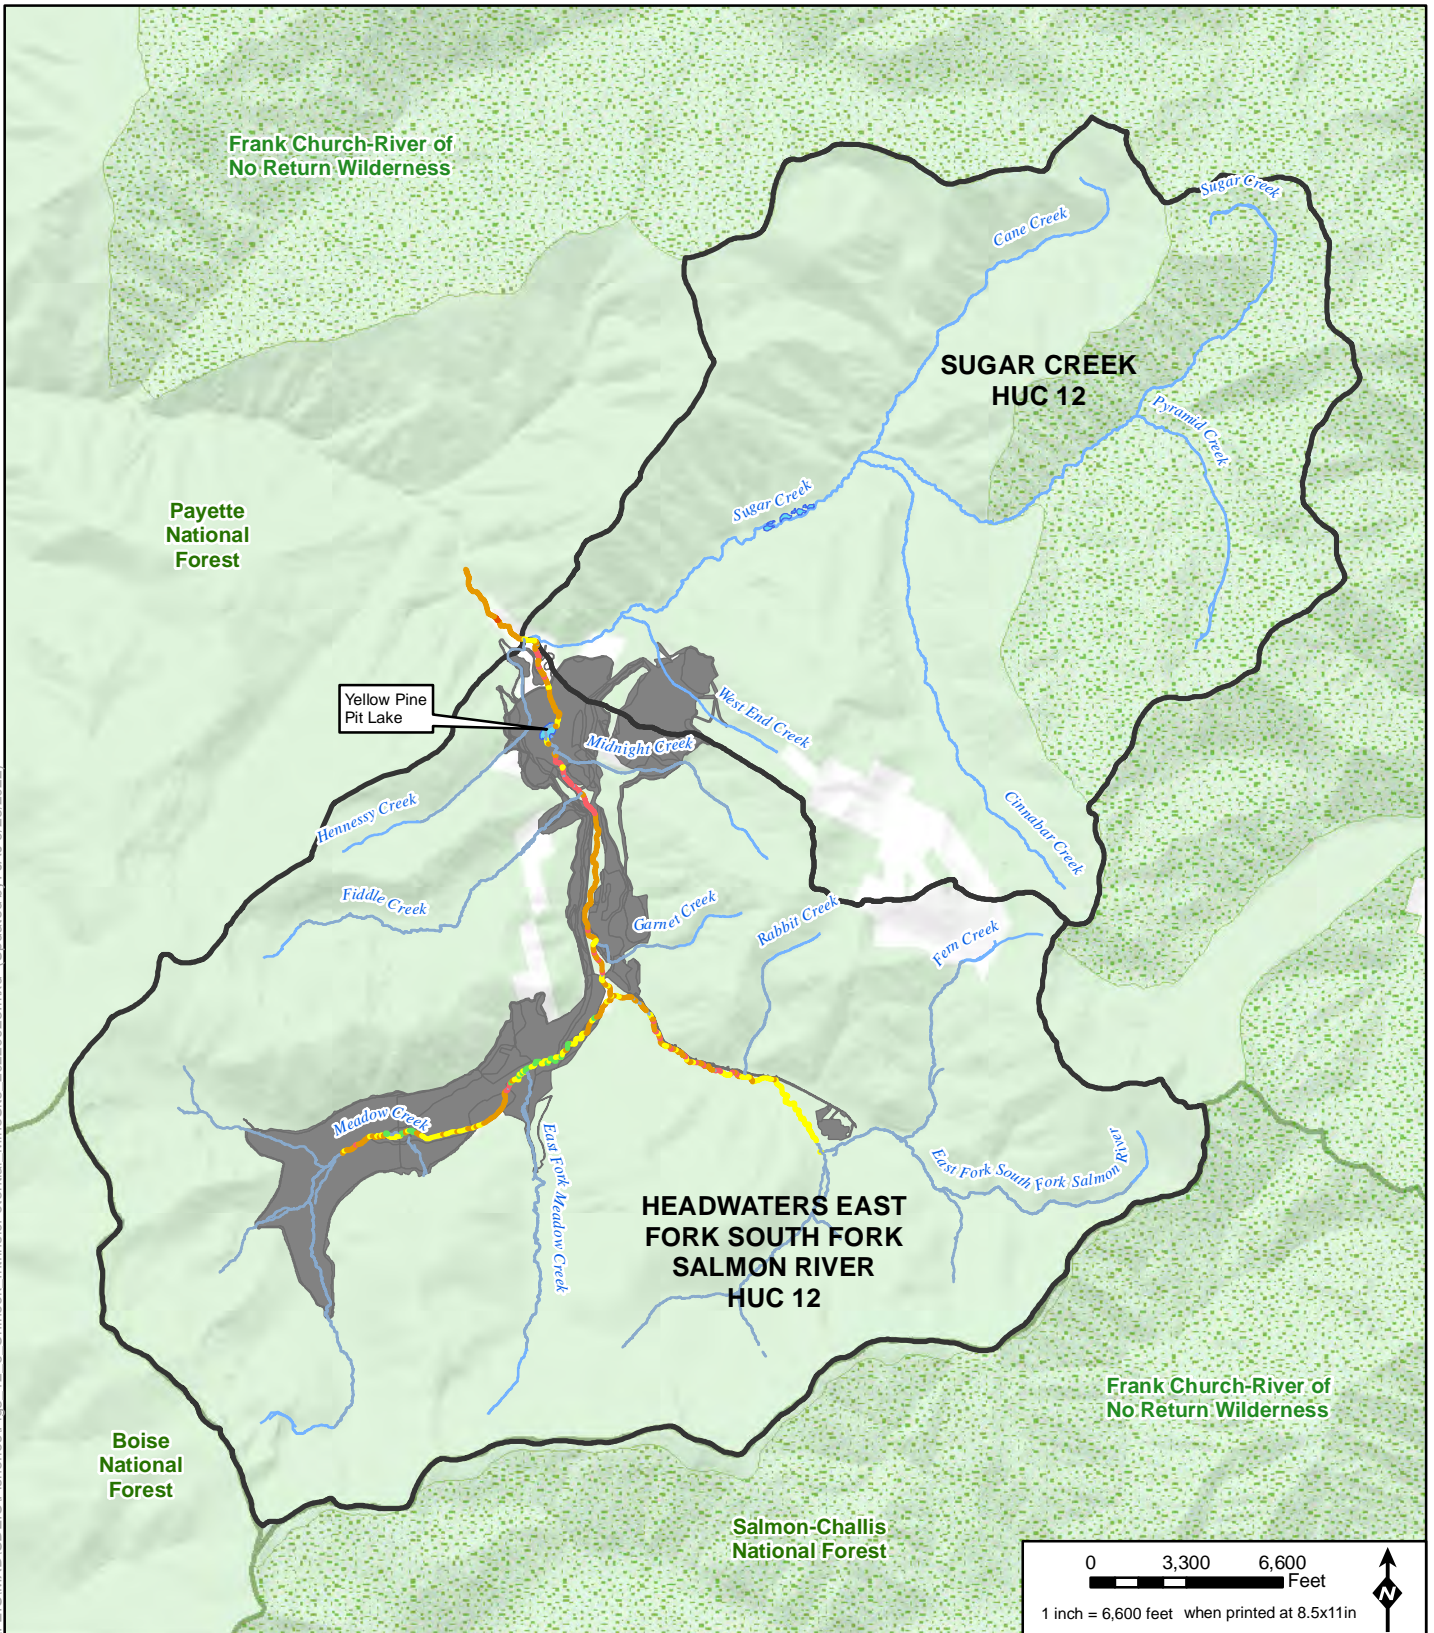 Frank Church-River of
No Return Wilderness
Sugar Creek
Cane Creek
SUGAR CREEK
HUC 12
Pyramid Creek
Sugar Creek
Payette
National
Forest
Yellow Pine
Pit Lake
West End Creek
Midnight Creek
Hennessy Creek
Cinnabar Creek
Fiddle Creek
Garnet Creek
Rabbit Creek
Fern Creek
Meadow Creek
East Fork Meadow Creek
East Fork South Fork Salmon River
HEADWATERS EAST
FORK SOUTH FORK
SALMON RIVER
HUC 12
Frank Church-River of
No Return Wilderness
Boise
National
Forest
Salmon-Challis
National Forest
0 3,300 6,600
Feet
1 inch = 6,600 feet when printed at 8.5x11in
N